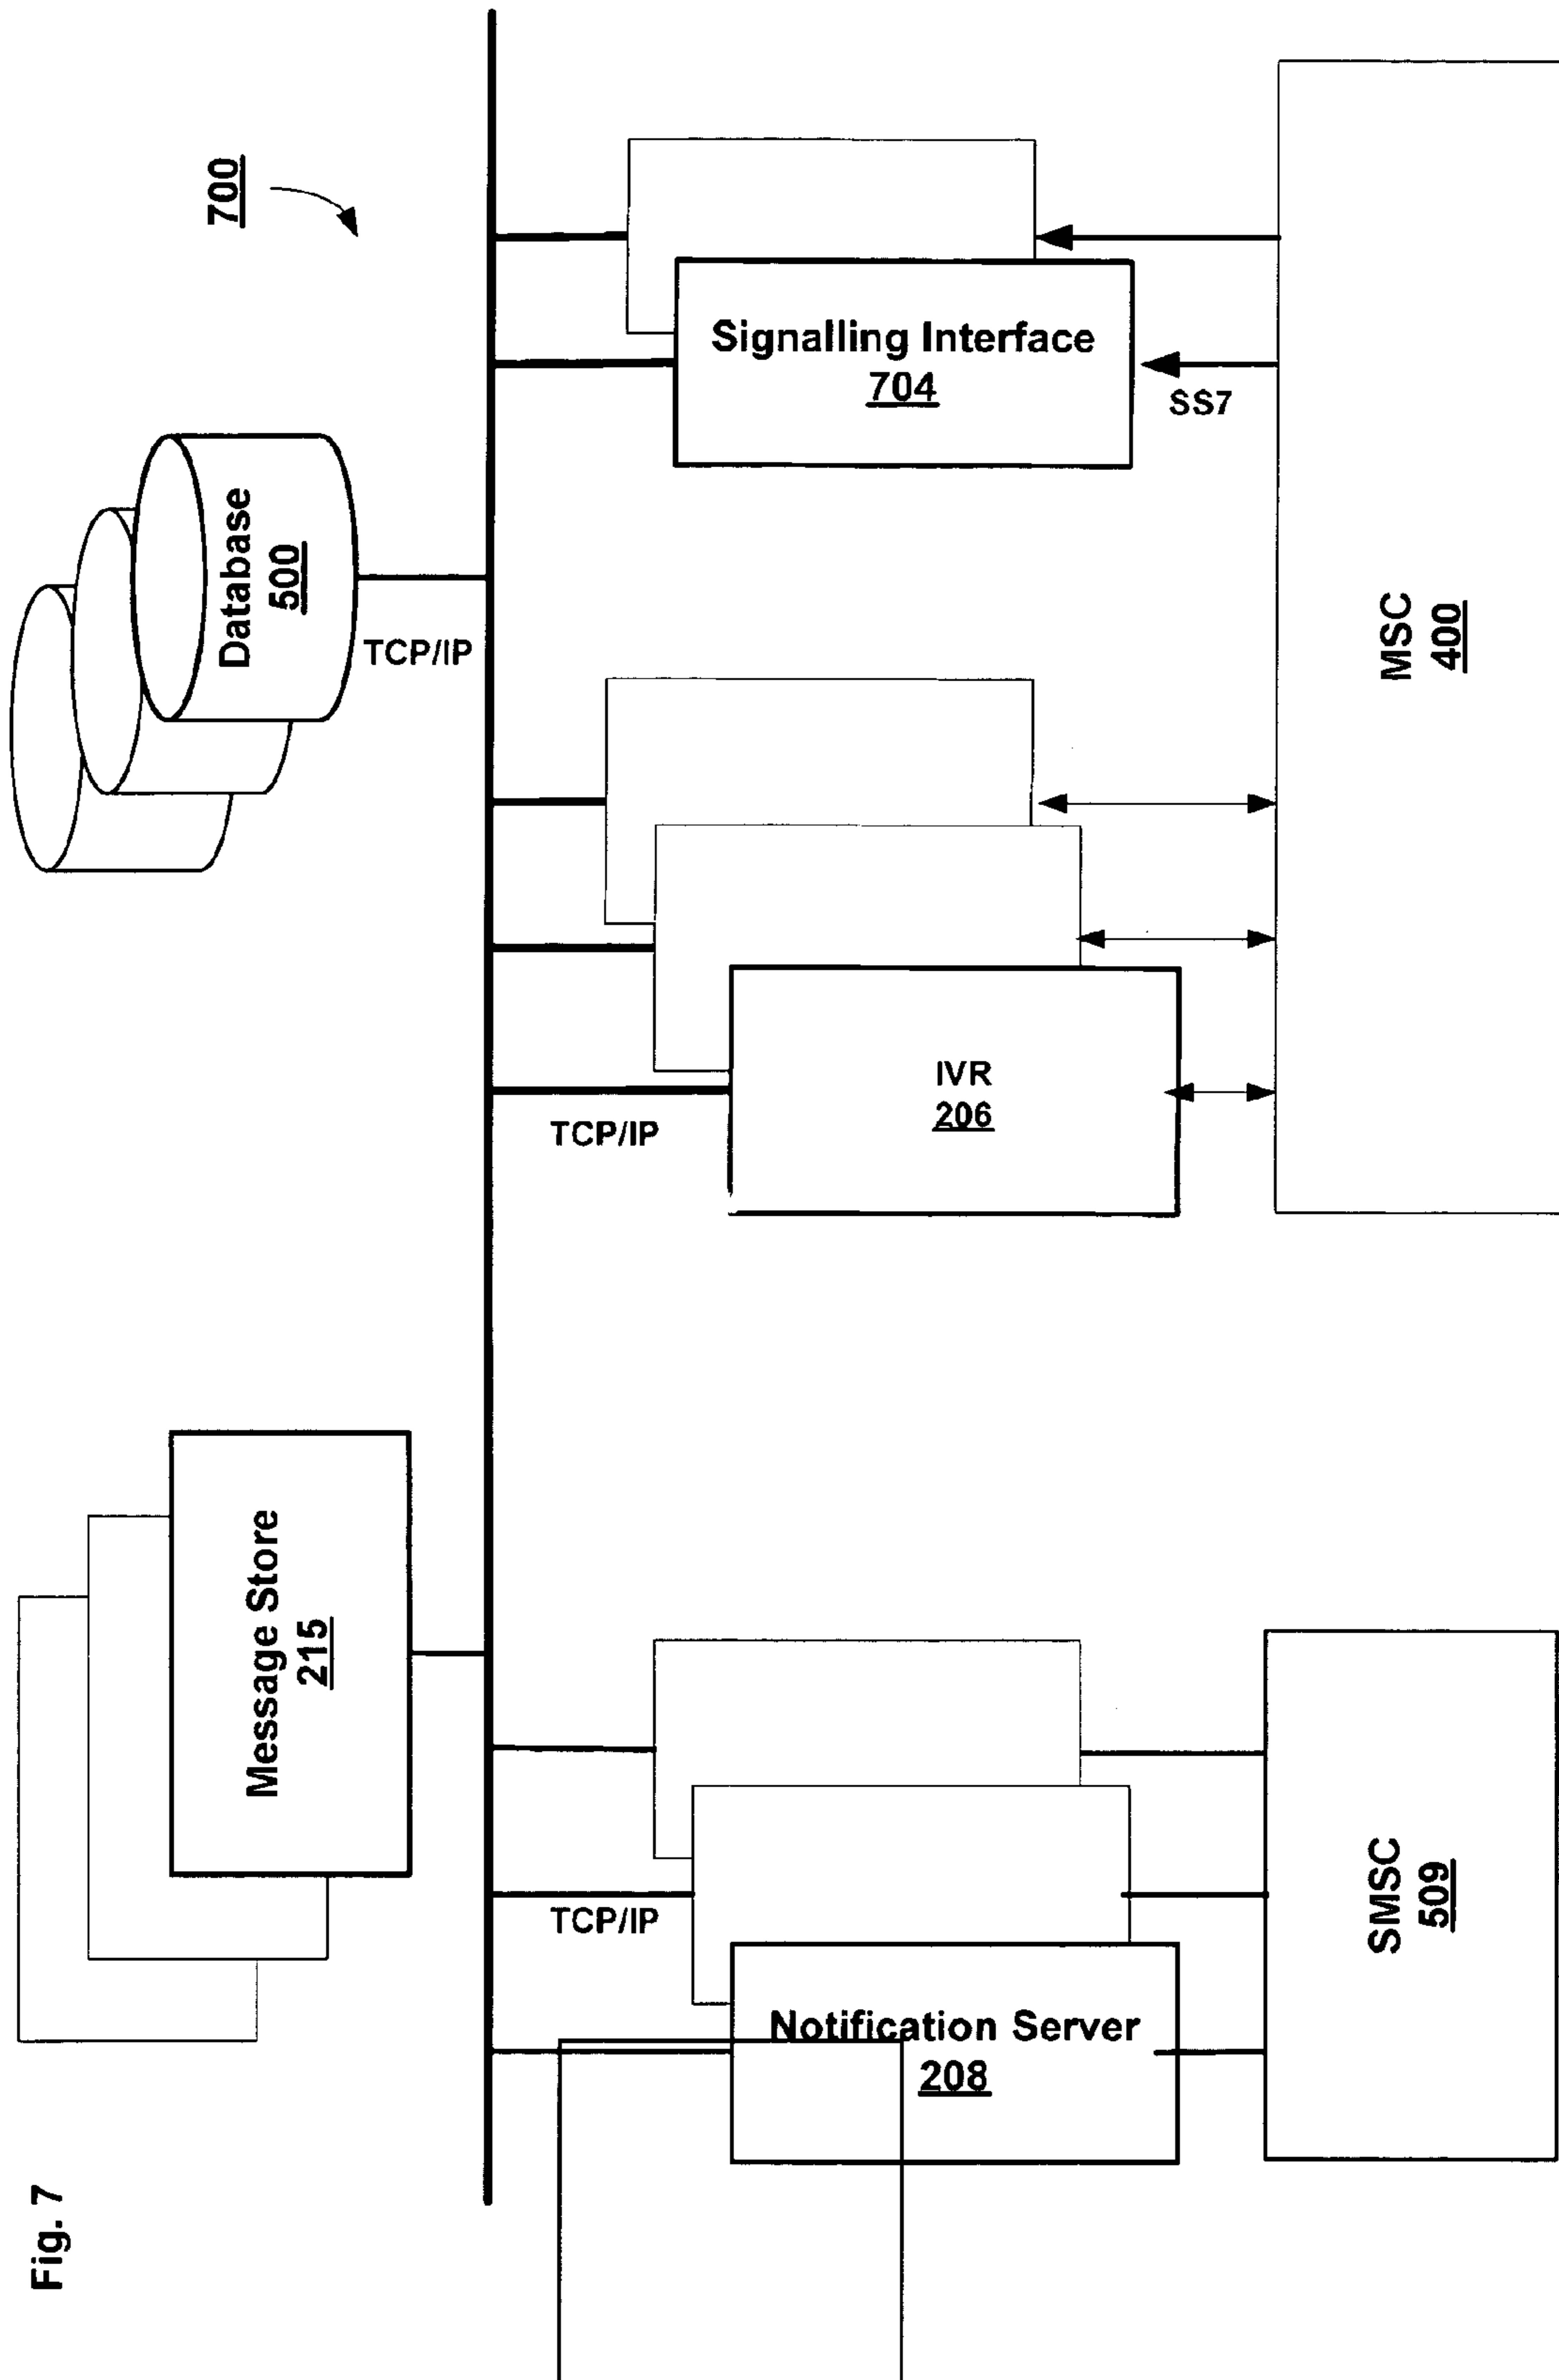 Fig. 7
700
Message Store
215
Database
500
TCP/IP
Signalling Interface
704
SS7
IVR
206
TCP/IP
MSC
400
TCP/IP
Notification Server
208
SMSC
509